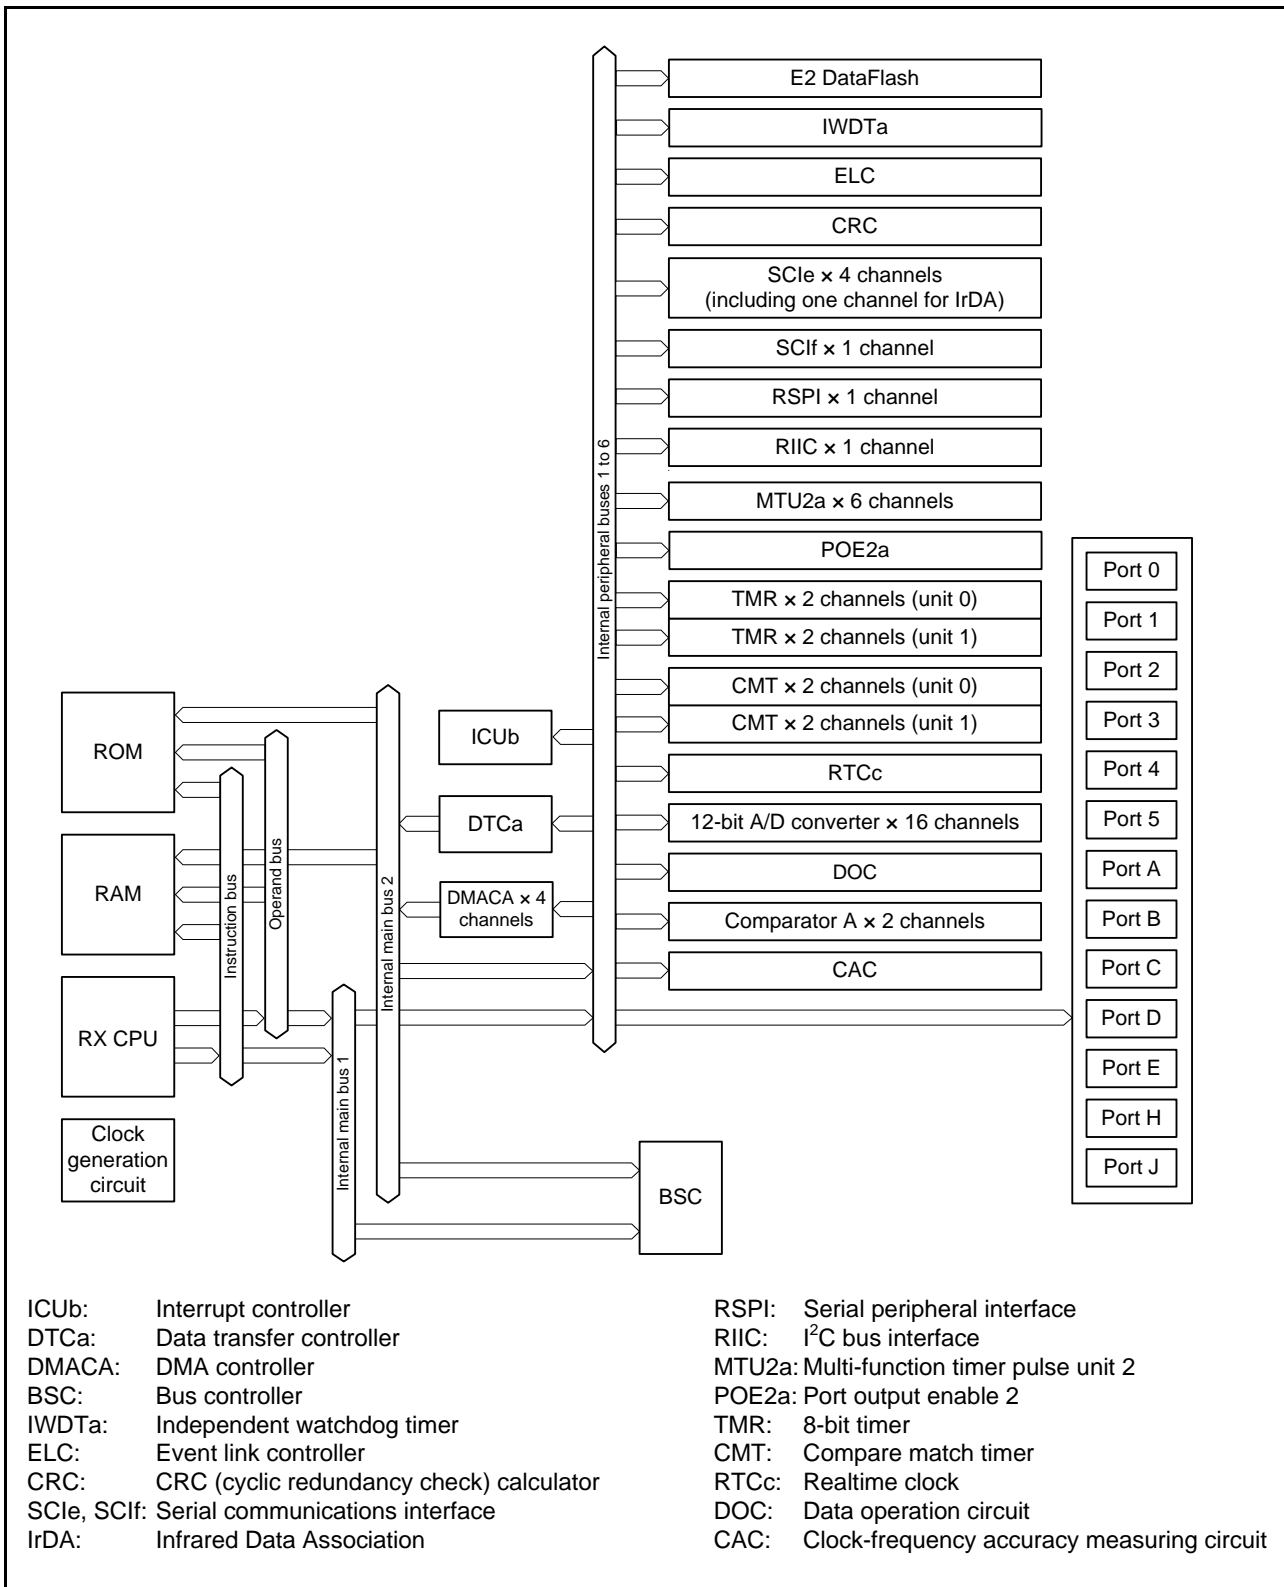 E2 DataFlash
IWDTa
ELC
CRC
SCIe × 4 channels
(including one channel for IrDA)
SCIf × 1 channel
RSPI × 1 channel
RIIC × 1 channel
MTU2a × 6 channels
POE2a
TMR × 2 channels (unit 0)
TMR × 2 channels (unit 1)
CMT × 2 channels (unit 0)
CMT × 2 channels (unit 1)
RTCc
12-bit A/D converter × 16 channels
DOC
Comparator A × 2 channels
CAC
Internal peripheral buses 1 to 6
Port 0
Port 1
Port 2
Port 3
Port 4
Port 5
Port A
Port B
Port C
Port D
Port E
Port H
Port J
ROM
RAM
RX CPU
Clock
generation
circuit
Instruction bus
Operand bus
Internal main bus 1
Internal main bus 2
ICUb
DTCa
DMACA × 4
channels
BSC
ICUb: Interrupt controller
DTCa: Data transfer controller
DMACA: DMA controller
BSC: Bus controller
IWDTa: Independent watchdog timer
ELC: Event link controller
CRC: CRC (cyclic redundancy check) calculator
SCIe, SCIf: Serial communications interface
IrDA: Infrared Data Association
RSPI: Serial peripheral interface
RIIC: I²C bus interface
MTU2a: Multi-function timer pulse unit 2
POE2a: Port output enable 2
TMR: 8-bit timer
CMT: Compare match timer
RTCc: Realtime clock
DOC: Data operation circuit
CAC: Clock-frequency accuracy measuring circuit